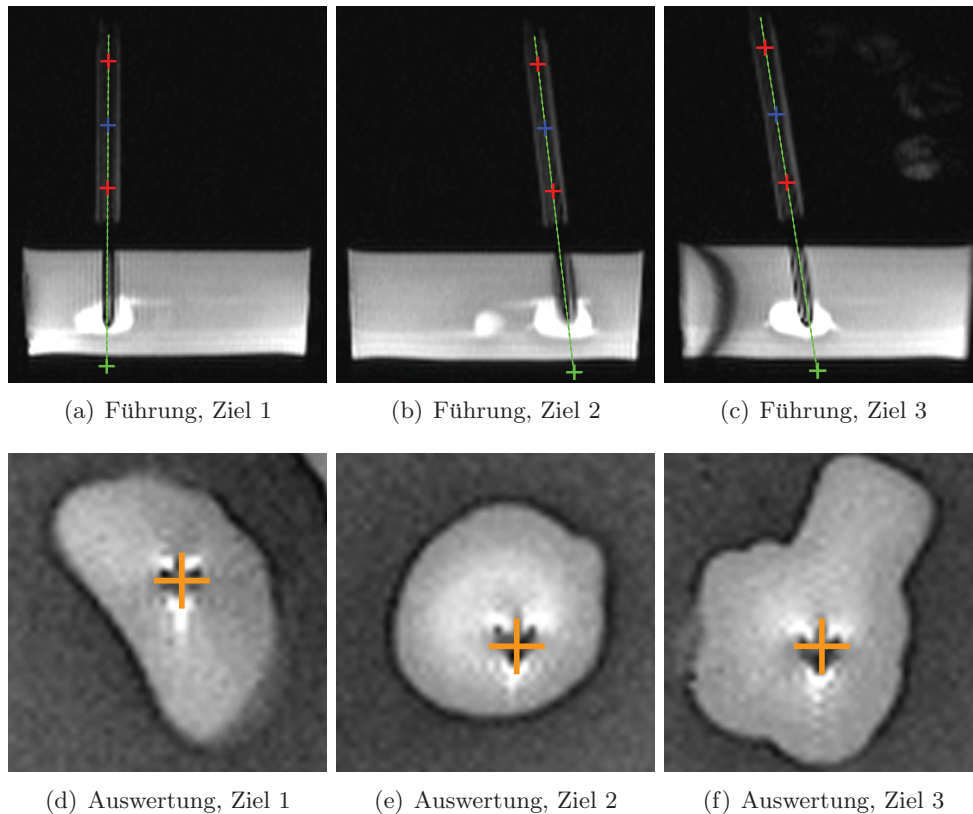 (a) Führung, Ziel 1
(b) Führung, Ziel 2
(c) Führung, Ziel 3
(d) Auswertung, Ziel 1
(e) Auswertung, Ziel 2
(f) Auswertung, Ziel 3